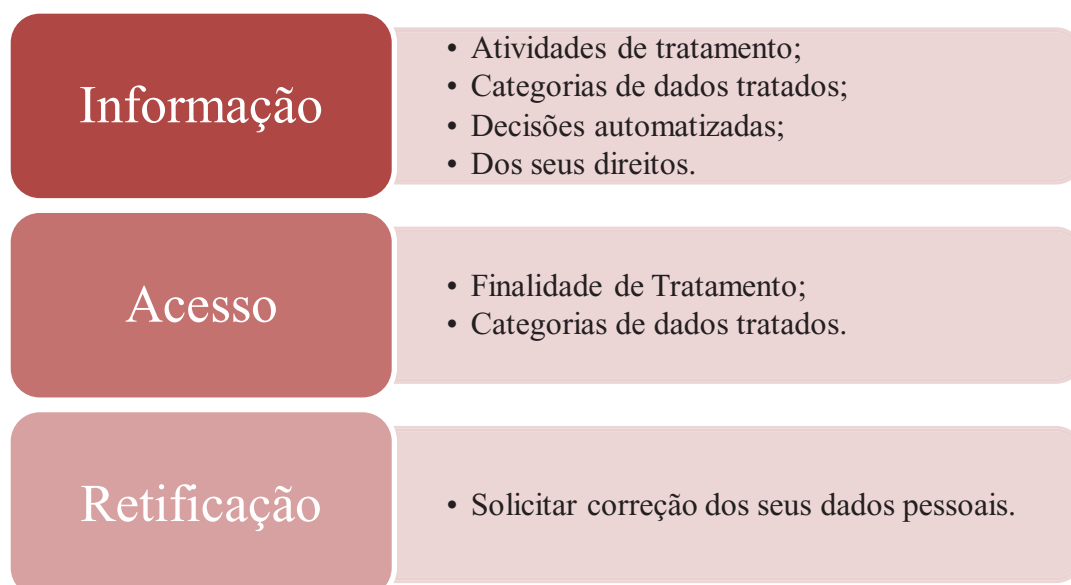 Informação
• Atividades de tratamento;
• Categorias de dados tratados;
• Decisões automatizadas;
• Dos seus direitos.
Acesso
• Finalidade de Tratamento;
• Categorias de dados tratados.
Retificação
• Solicitar correção dos seus dados pessoais.